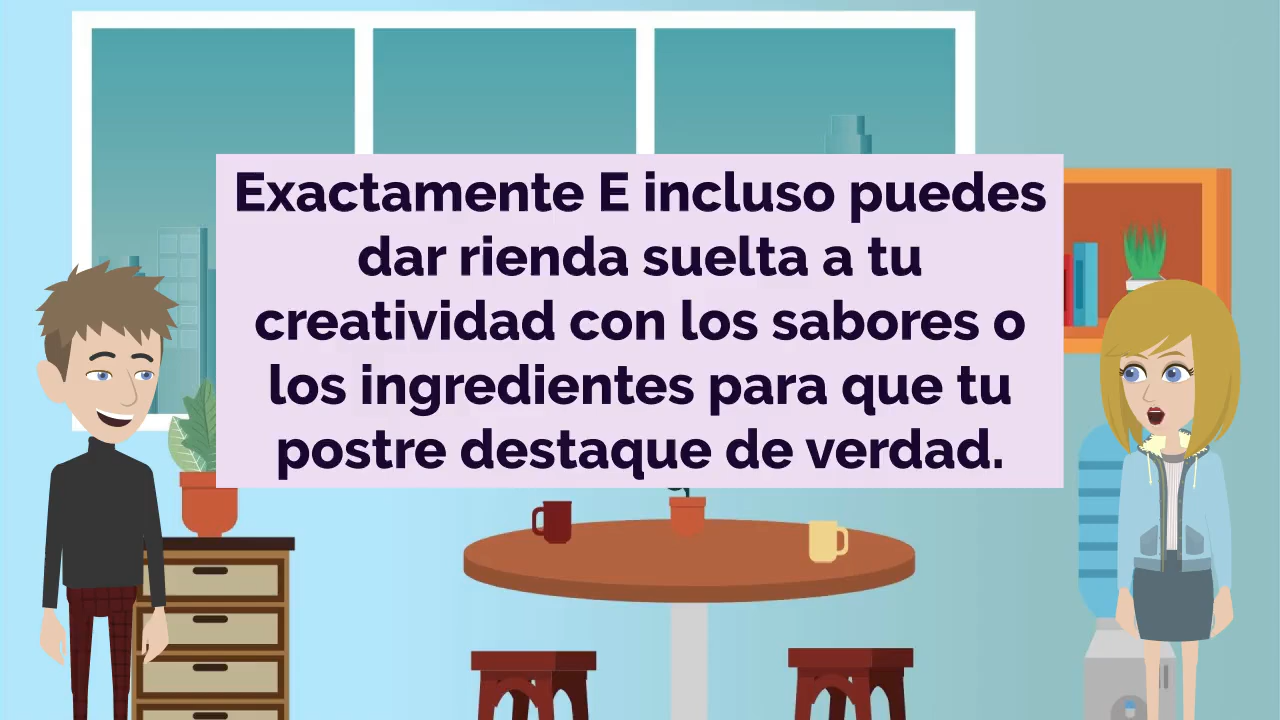 Exactamente E incluso puedes
dar rienda suelta a tu
creatividad con los sabores o
los ingredientes para que tu
postre destaque de verdad.